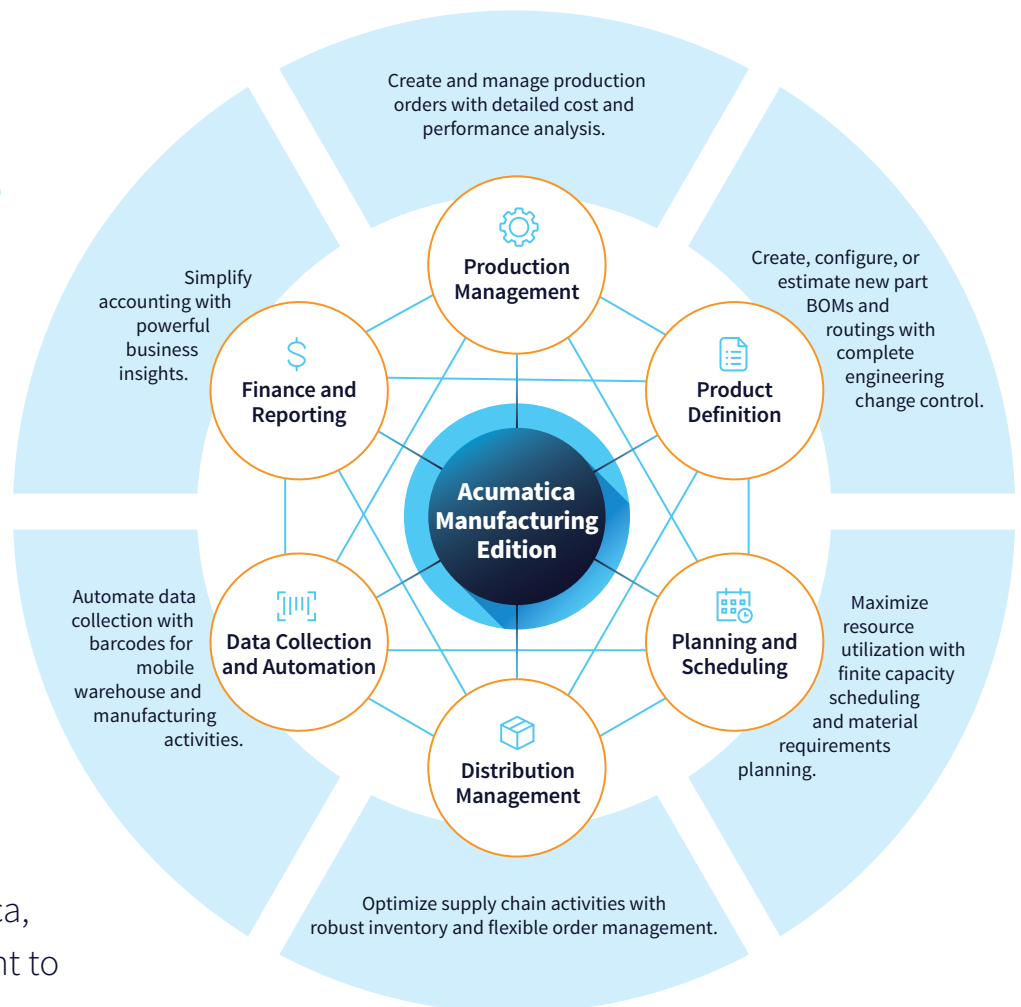 Create and manage production
orders with detailed cost and
performance analysis.
Production
Management
Simplify
accounting with
powerful
business
insights.
Finance and
Reporting
Create, configure, or
estimate new part
BOMs and
routings with
complete
engineering
change control.
Product
Definition
Acumatica
Manufacturing
Edition
Automate data
collection with
barcodes for
mobile
warehouse and
manufacturing
activities.
Data Collection
and Automation
Planning and
Scheduling
Maximize
resource
utilization with
finite capacity
scheduling
and material
requirements
planning.
Distribution
Management
Optimize supply chain activities with
robust inventory and flexible order management.
to